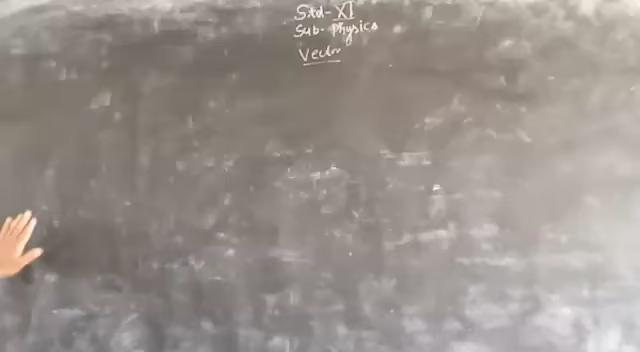 Std - XI
Sub - Physics
Vector